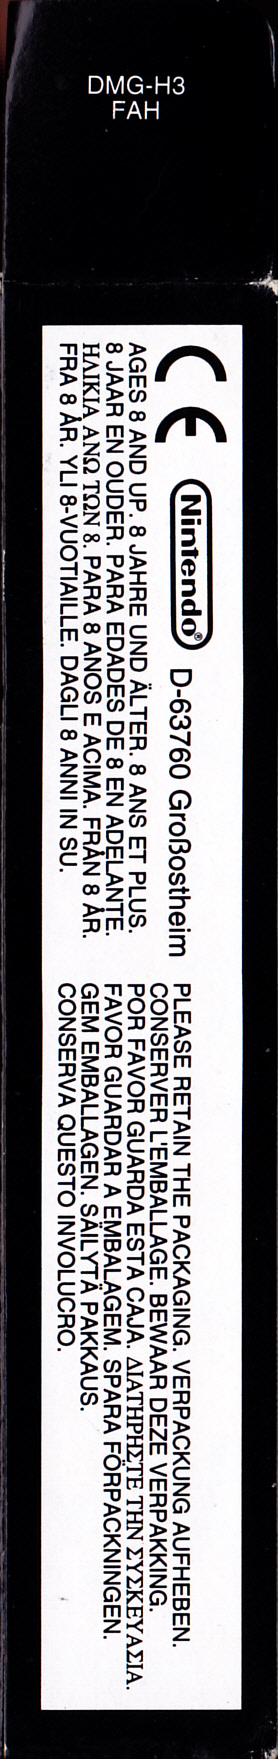 DMG-H3
FAH
CE Nintendo® D-63760 Großostheim
AGES 8 AND UP. 8 JAHRE UND ÄLTER. 8 ANS ET PLUS.
8 JAAR EN OUDER. PARA EDADES DE 8 EN ADELANTE.
ΗΛΙΚΙΑ ΑΝΩ ΤΩΝ 8. PARA 8 ANOS E ACIMA. FRÅN 8 ÅR.
FRA 8 ÅR. YLI 8-VUOTIAILLE. DAGLI 8 ANNI IN SU.
PLEASE RETAIN THE PACKAGING. VERPACKUNG AUFHEBEN.
CONSERVER L'EMBALLAGE. BEWAAR DEZE VERPAKKING.
POR FAVOR GUARDA ESTA CAJA. ΔΙΑΤΗΡΗΣΤΕ ΤΗΝ ΣΥΣΚΕΥΑΣΙΑ.
FAVOR GUARDAR A EMBALAGEM. SPARA FÖRPACKNINGEN.
GEM EMBALLAGEN. SÄILYTÄ PAKKAUS.
CONSERVA QUESTO INVOLUCRO.